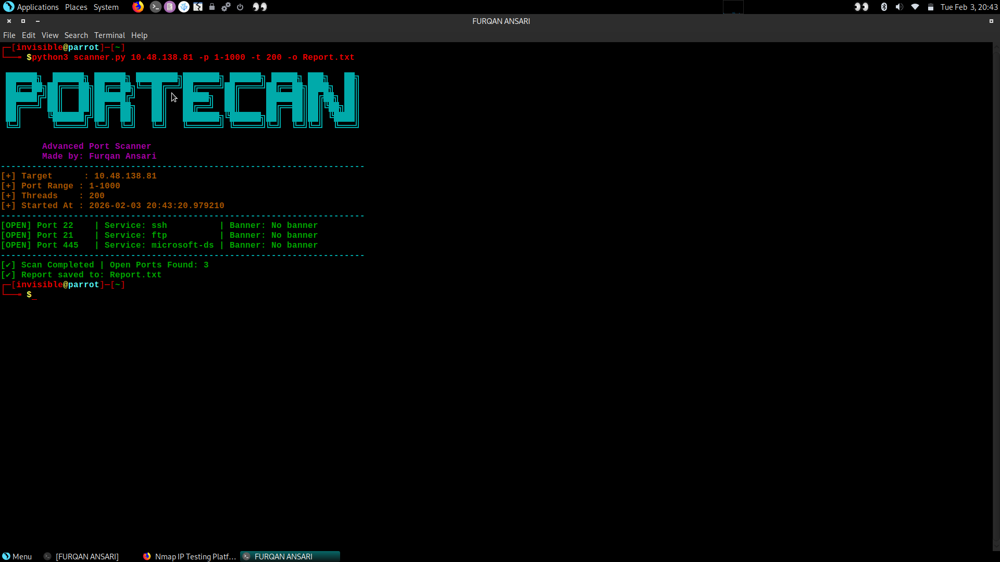 Applications Places System
Tue Feb 3, 20:43
FURQAN ANSARI
File Edit View Search Terminal Help
┌─[invisible@parrot]─[~]
└──╼ $python3 scanner.py 10.48.138.81 -p 1-1000 -t 200 -o Report.txt
PORTECAN
Advanced Port Scanner
Made by: Furqan Ansari
----------------------------------------------------------------------
[+] Target      : 10.48.138.81
[+] Port Range : 1-1000
[+] Threads    : 200
[+] Started At : 2026-02-03 20:43:20.979210
----------------------------------------------------------------------
[OPEN] Port 22    | Service: ssh          | Banner: No banner
[OPEN] Port 21    | Service: ftp          | Banner: No banner
[OPEN] Port 445   | Service: microsoft-ds | Banner: No banner
----------------------------------------------------------------------
[✔] Scan Completed | Open Ports Found: 3
[✔] Report saved to: Report.txt
┌─[invisible@parrot]─[~]
└──╼ $_
Menu [FURQAN ANSARI] Nmap IP Testing Platf... FURQAN ANSARI